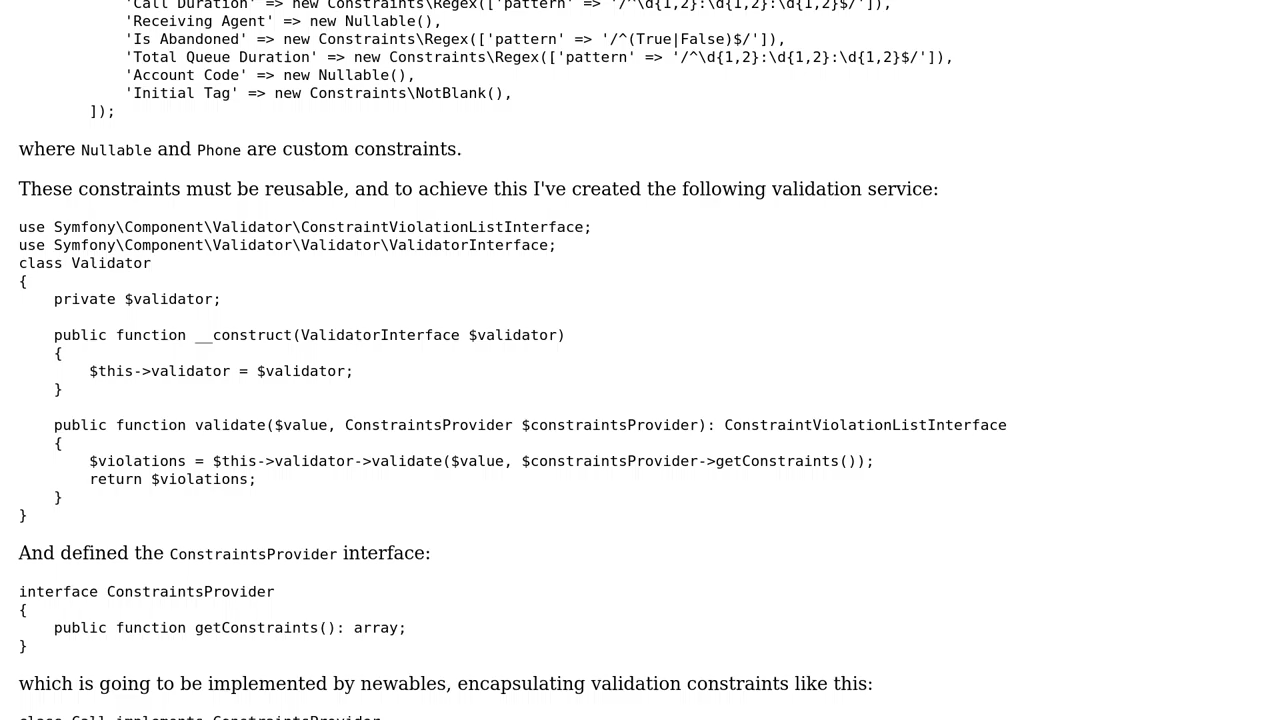 'Call Duration' => new Constraints\Regex(['pattern' => '/^\d{1,2}:\d{1,2}:\d{1,2}$/']),
'Receiving Agent' => new Nullable(),
'Is Abandoned' => new Constraints\Regex(['pattern' => '/^(True|False)$/']),
'Total Queue Duration' => new Constraints\Regex(['pattern' => '/^\d{1,2}:\d{1,2}:\d{1,2}$/']),
'Account Code' => new Nullable(),
'Initial Tag' => new Constraints\NotBlank(),
]);
where Nullable and Phone are custom constraints.
These constraints must be reusable, and to achieve this I've created the following validation service:
use Symfony\Component\Validator\ConstraintViolationListInterface;
use Symfony\Component\Validator\Validator\ValidatorInterface;
class Validator
{
private $validator;
public function __construct(ValidatorInterface $validator)
{
$this->validator = $validator;
}
public function validate($value, ConstraintsProvider $constraintsProvider): ConstraintViolationListInterface
{
$violations = $this->validator->validate($value, $constraintsProvider->getConstraints());
return $violations;
}
}
And defined the ConstraintsProvider interface:
interface ConstraintsProvider
{
public function getConstraints(): array;
}
which is going to be implemented by newables, encapsulating validation constraints like this:
class Call implements ConstraintsProvider